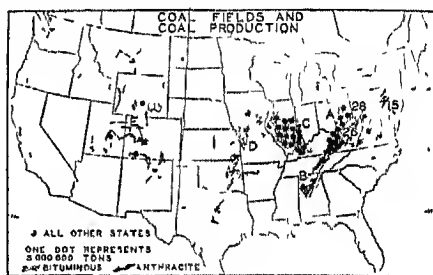 COAL FIELDS AND
COAL PRODUCTION
A
28
5
C
E
D
B
ALL OTHER STATES
ONE DOT REPRESENTS
3 000 000 TONS
BITUMINOUS
ANTHRACITE